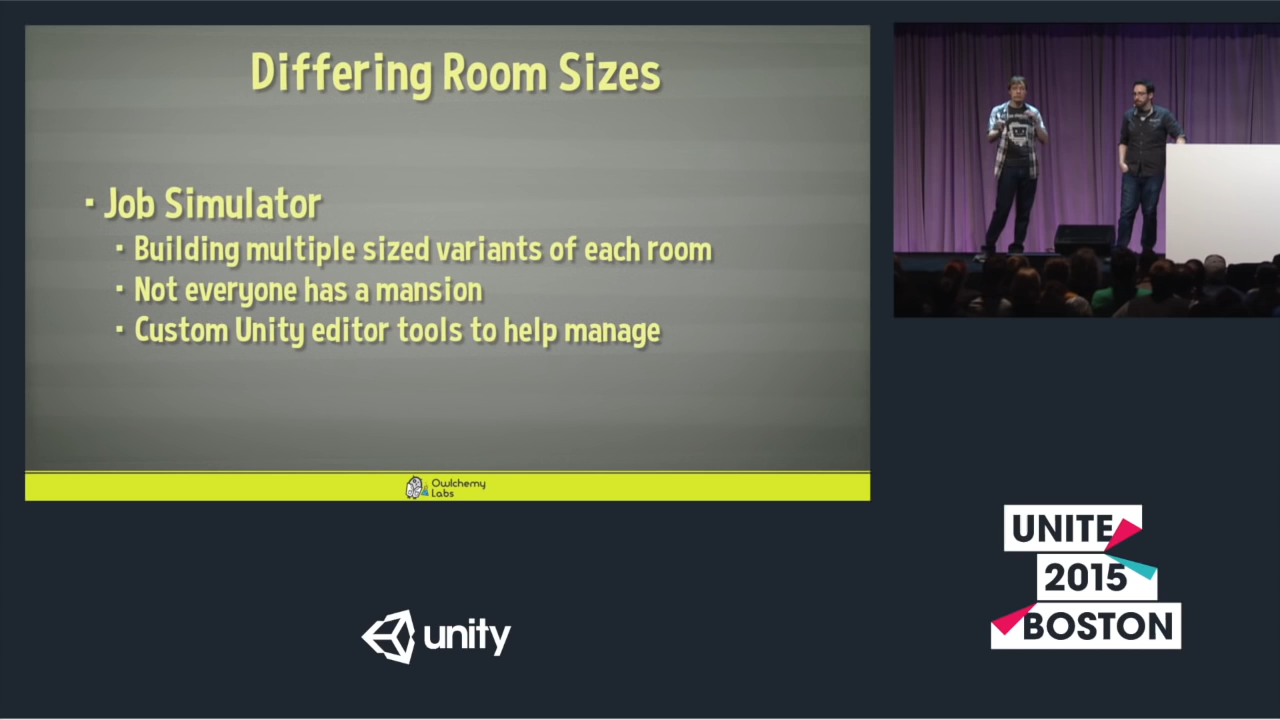 Differing Room Sizes
· Job Simulator
· Building multiple sized variants of each room
· Not everyone has a mansion
· Custom Unity editor tools to help manage
Owlchemy
Labs
unity
UNITE
2015
BOSTON